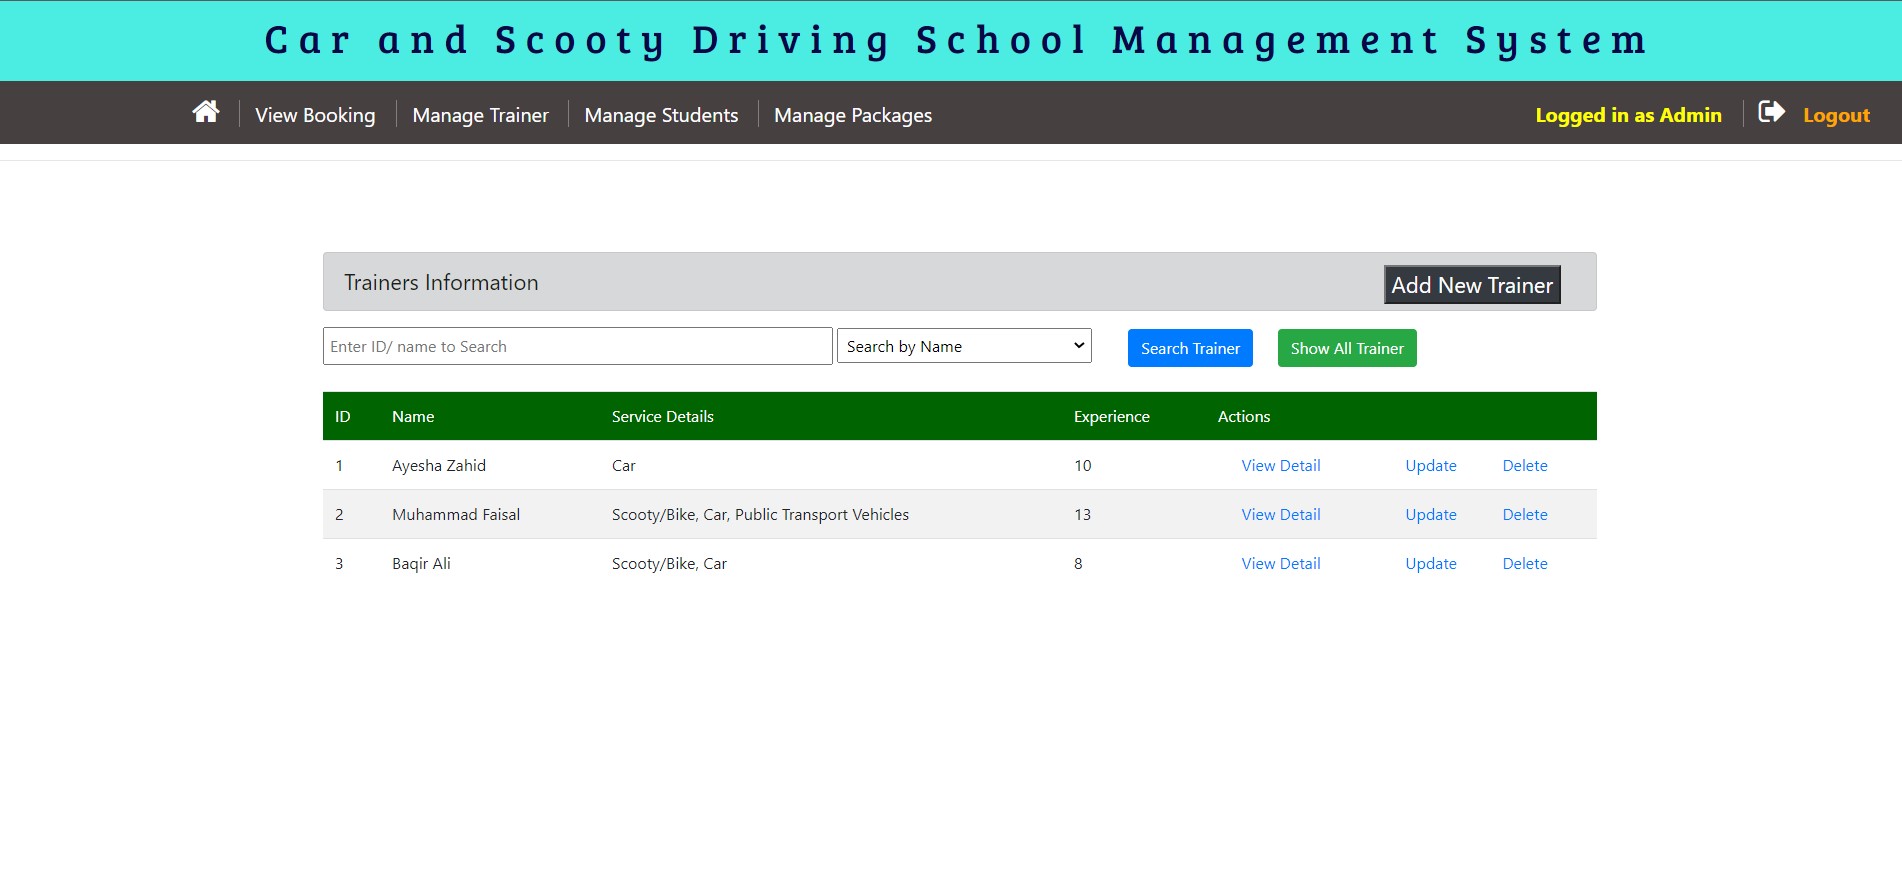 Car and Scooty Driving School Management System
View Booking Manage Trainer Manage Students Manage Packages Logged in as Admin Logout
Trainers Information Add New Trainer
Enter ID/ name to Search Search by Name Search Trainer Show All Trainer
ID Name Service Details Experience Actions
1 Ayesha Zahid Car 10 View Detail Update Delete
2 Muhammad Faisal Scooty/Bike, Car, Public Transport Vehicles 13 View Detail Update Delete
3 Baqir Ali Scooty/Bike, Car 8 View Detail Update Delete